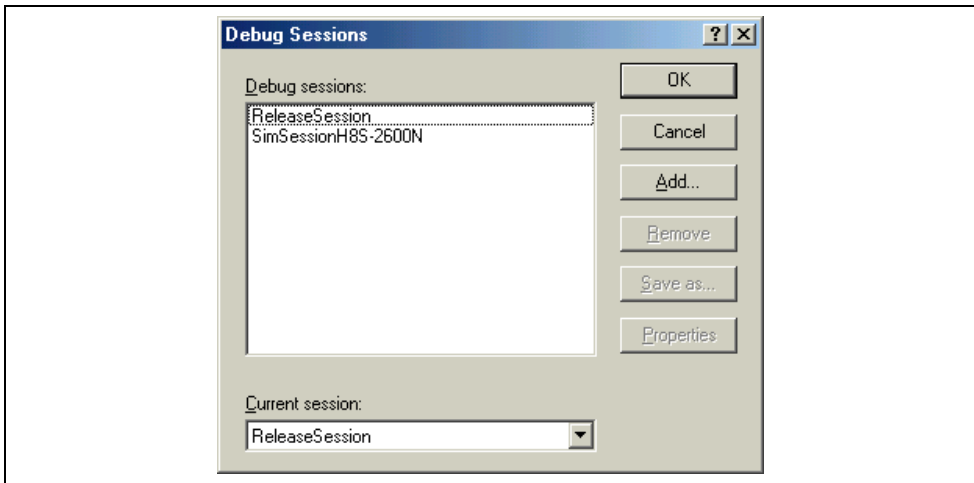 Debug Sessions
Debug sessions:
ReleaseSession
SimSessionH8S-2600N
OK
Cancel
Add...
Remove
Save as...
Properties
Current session:
ReleaseSession